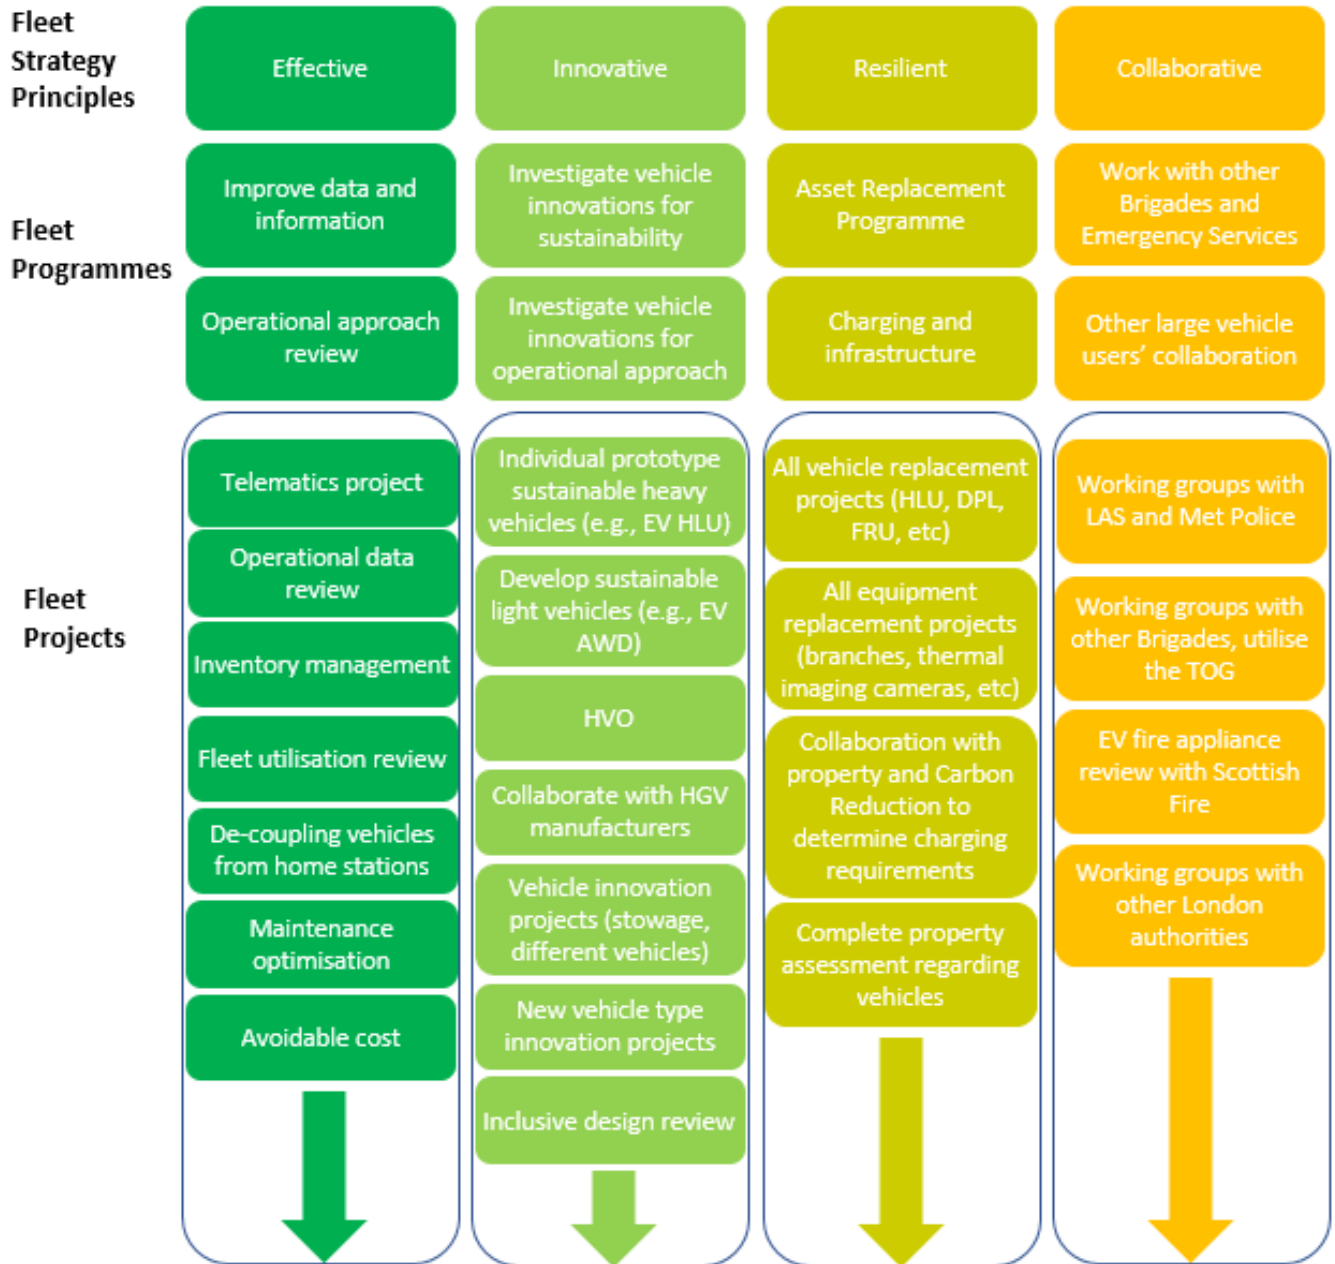 Fleet
Strategy
Principles
Effective
Innovative
Resilient
Collaborative
Fleet
Programmes
Improve data and
information
Investigate vehicle
innovations for
sustainability
Asset Replacement
Programme
Work with other
Brigades and
Emergency Services
Operational approach
review
Investigate vehicle
innovations for
operational approach
Charging and
infrastructure
Other large vehicle
users’ collaboration
Fleet
Projects
Telematics project
Operational data
review
Inventory management
Fleet utilisation review
De-coupling vehicles
from home stations
Maintenance
optimisation
Avoidable cost
Individual prototype
sustainable heavy
vehicles (e.g., EV HLU)
Develop sustainable
light vehicles (e.g., EV
AWD)
HVO
Collaborate with HGV
manufacturers
Vehicle innovation
projects (stowage,
different vehicles)
New vehicle type
innovation projects
Inclusive design review
All vehicle replacement
projects (HLU, DPL,
FRU, etc)
All equipment
replacement projects
(branches, thermal
imaging cameras, etc)
Collaboration with
property and Carbon
Reduction to
determine charging
requirements
Complete property
assessment regarding
vehicles
Working groups with
LAS and Met Police
Working groups with
other Brigades, utilise
the TOG
EV fire appliance
review with Scottish
Fire
Working groups with
other London
authorities